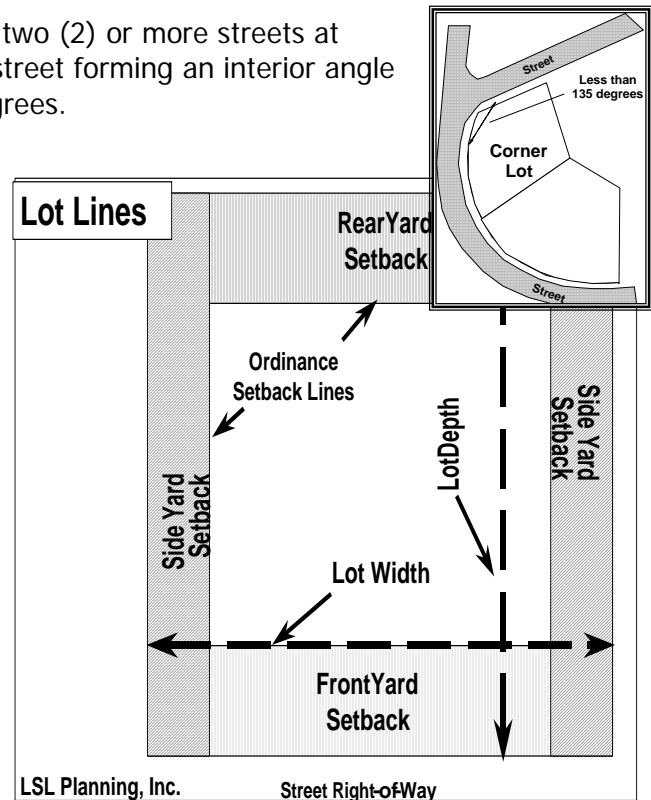 two (2) or more streets at
street forming an interior angle
grees.
Street
Less than
135 degrees
Corner
Lot
Street
Lot Lines
RearYard
Setback
Ordinance
Setback Lines
LotDepth
Side Yard
Setback
Side Yard
Setback
Lot Width
FrontYard
Setback
LSL Planning, Inc.
Street Right-of-Way